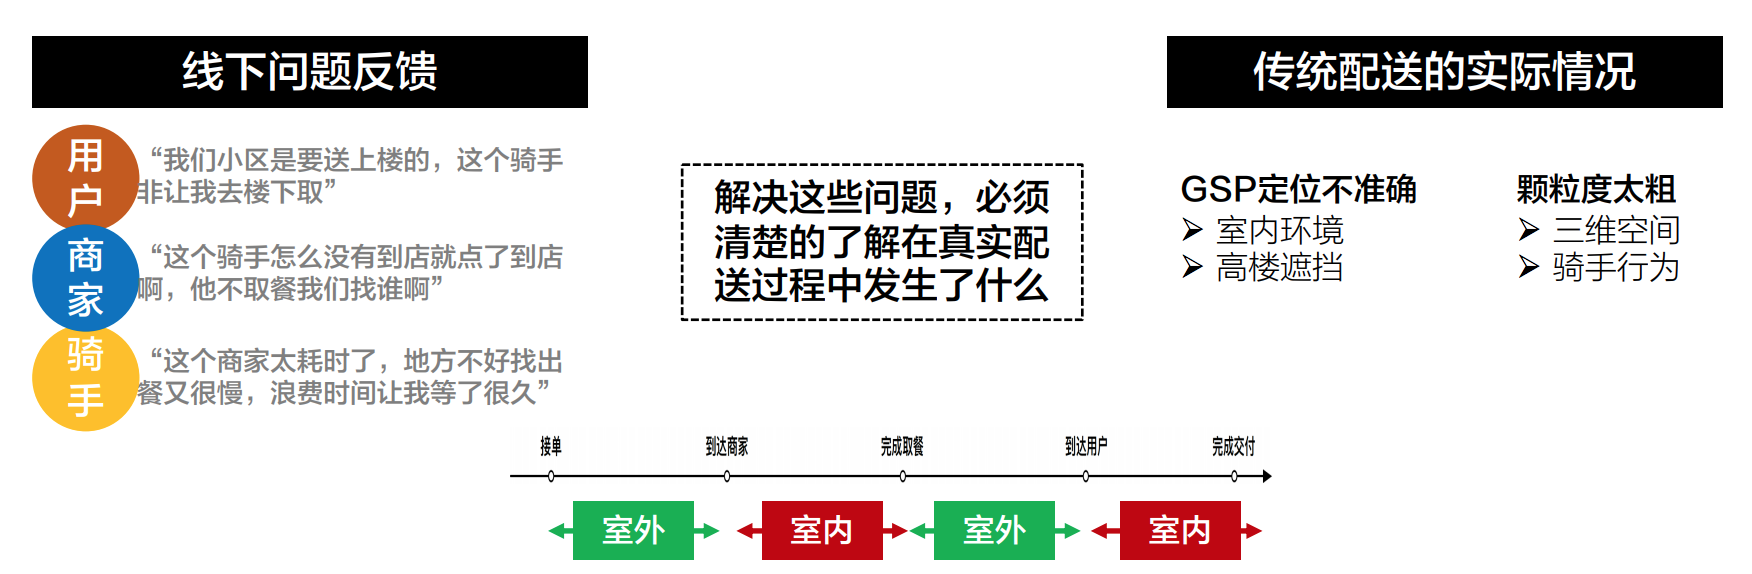 线下问题反馈
用户
“我们小区是要送上楼的，这个骑手
非让我去楼下取”
商家
“这个骑手怎么没有到店就点了到店
啊，他不取餐我们找谁啊”
骑手
“这个商家太耗时了，地方不好找出
餐又很慢，浪费时间让我等了很久”
解决这些问题，必须
清楚的了解在真实配
送过程中发生了什么
传统配送的实际情况
GSP定位不准确
室内环境
高楼遮挡
颗粒度太粗
三维空间
骑手行为
接单
到达商家
完成取餐
到达用户
完成交付
室外
室内
室外
室内